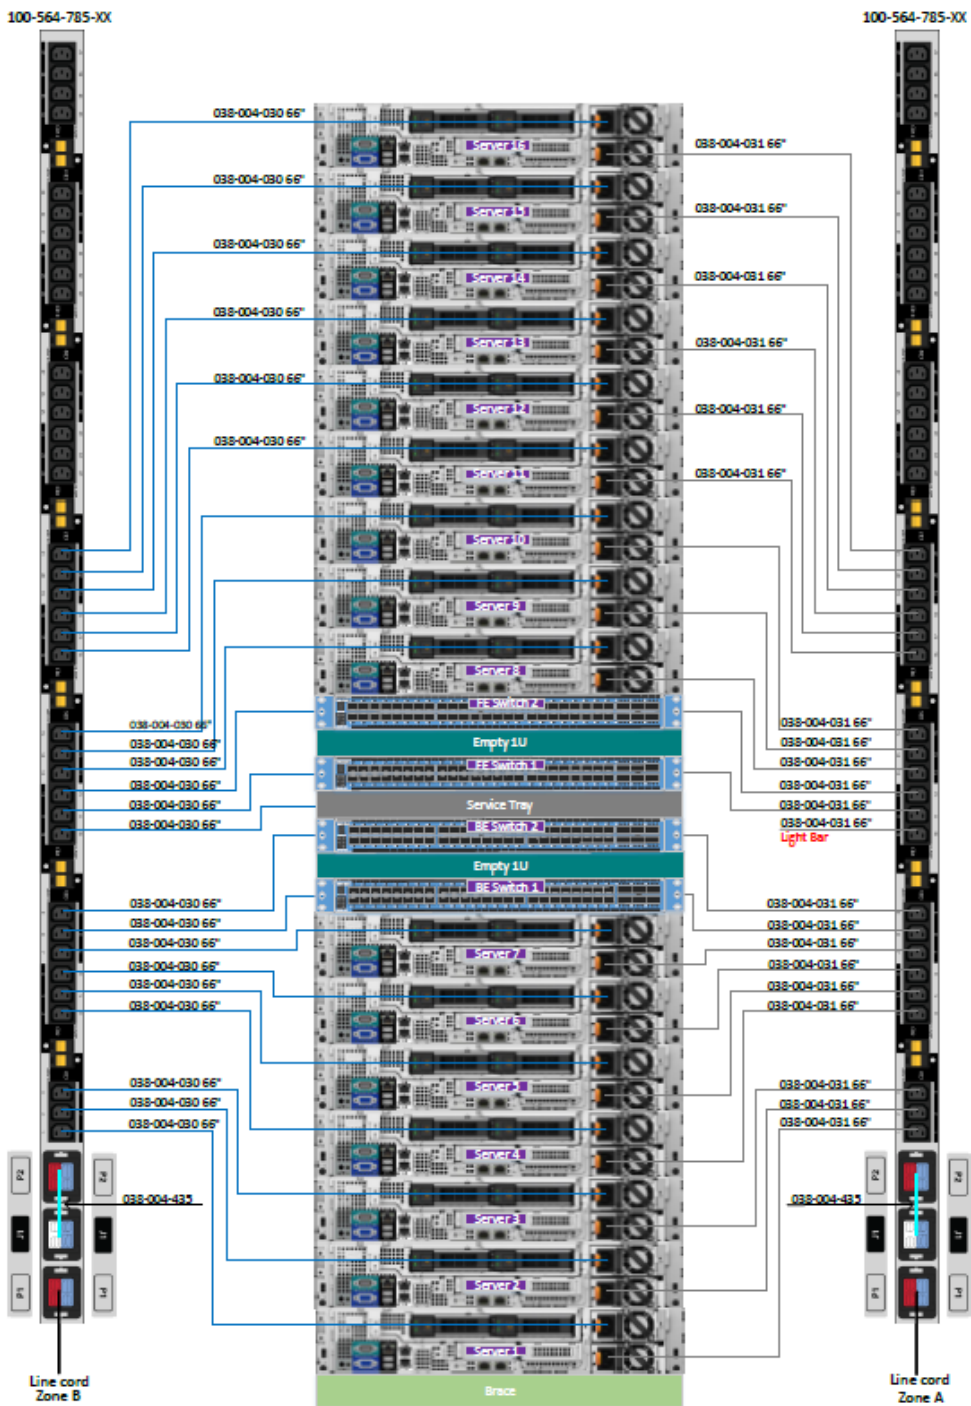 100-564-785-XX
100-564-785-XX
038-004-030 66"
Server 16
038-004-031 66"
038-004-030 66"
Server 15
038-004-031 66"
038-004-030 66"
Server 14
038-004-031 66"
038-004-030 66"
Server 13
038-004-031 66"
038-004-030 66"
Server 12
038-004-031 66"
038-004-030 66"
Server 11
038-004-031 66"
Server 10
Server 9
Server 8
FE Switch 2
038-004-030 66"
038-004-031 66"
Empty 1U
038-004-030 66"
038-004-031 66"
038-004-030 66"
FE Switch 1
038-004-031 66"
038-004-030 66"
038-004-031 66"
038-004-030 66"
Service Tray
038-004-031 66"
038-004-030 66"
BE Switch 2
038-004-031 66"
Light Bar
Empty 1U
BE Switch 1
038-004-030 66"
038-004-031 66"
038-004-030 66"
038-004-031 66"
038-004-030 66"
Server 7
038-004-031 66"
038-004-030 66"
038-004-031 66"
038-004-030 66"
038-004-031 66"
038-004-030 66"
Server 6
038-004-031 66"
038-004-030 66"
Server 5
038-004-031 66"
038-004-030 66"
038-004-031 66"
038-004-030 66"
038-004-031 66"
Server 4
P2
P2
P2
P2
038-004-435
038-004-435
Server 3
J1
J1
J1
J1
Server 2
P1
P1
P1
P1
Server 1
Line cord
Zone B
Brace
Line cord
Zone A